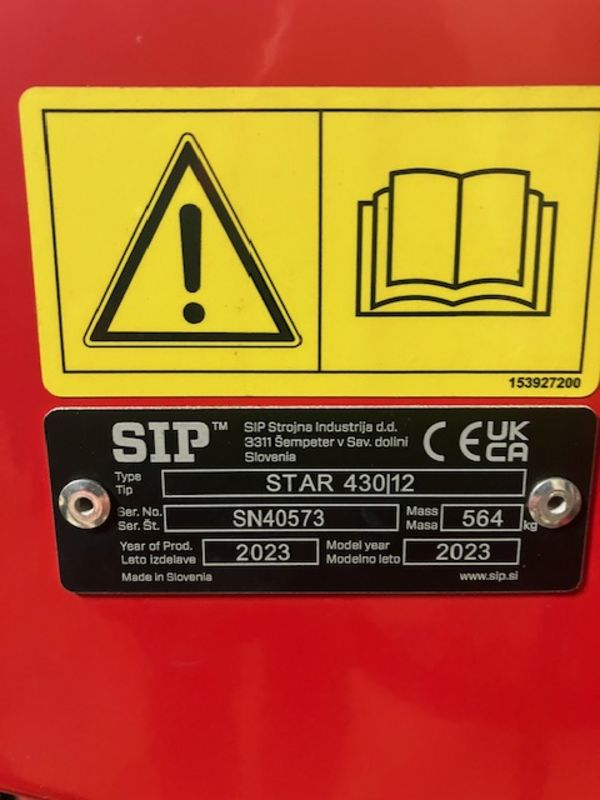 153927200
SIP™
SIP Strojna Industrija d.d.
3311 Šempeter v Sav. dolini
Slovenia
CE UK CA
Type
Tip
STAR 430|12
Ser. No.
Ser. Št.
SN40573
Mass
Masa
564 kg
Year of Prod.
Leto izdelave
2023
Model year
Modelno leto
2023
Made in Slovenia
www.sip.si